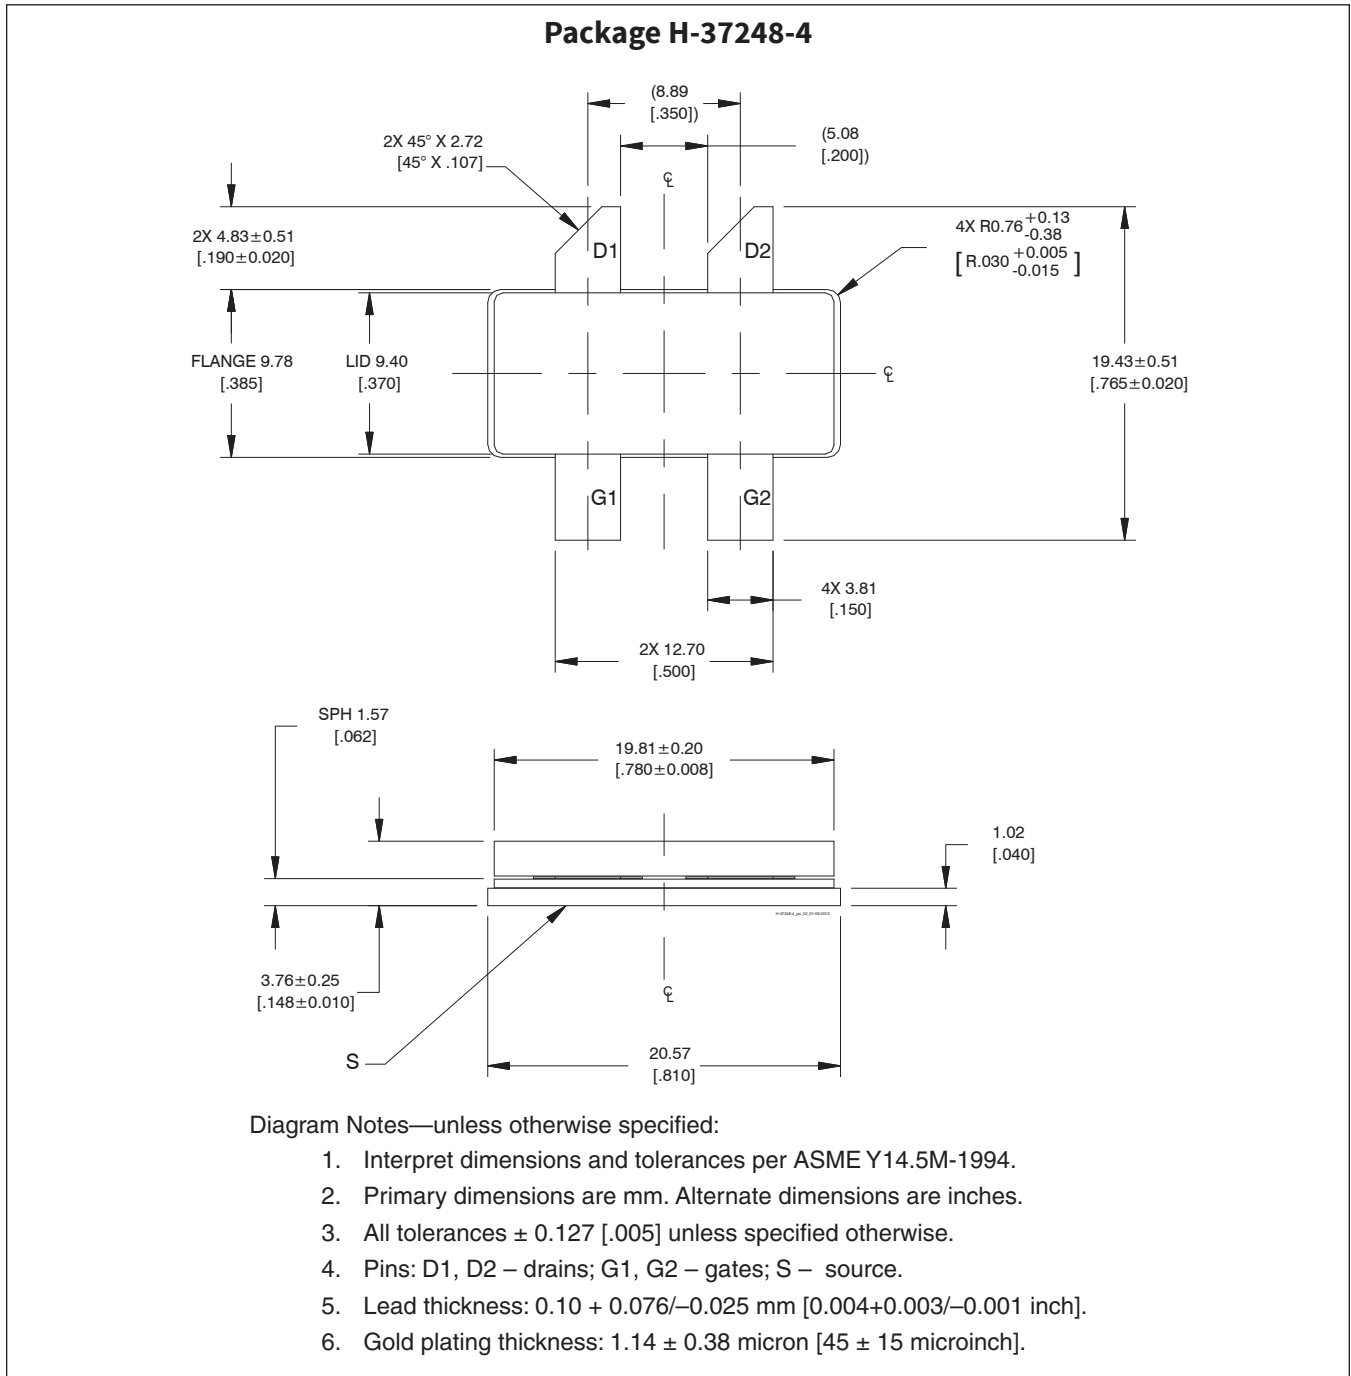 Package H-37248-4
(8.89
[.350])
2X 45° X 2.72
[45° X .107]
(5.08
[.200])
℄
2X 4.83±0.51
[.190±0.020]
D1
D2
4X R0.76 +0.13
-0.38
[ R.030 +0.005
-0.015 ]
FLANGE 9.78
[.385]
LID 9.40
[.370]
℄
19.43±0.51
[.765±0.020]
G1
G2
4X 3.81
[.150]
2X 12.70
[.500]
SPH 1.57
[.062]
19.81±0.20
[.780±0.008]
1.02
[.040]
3.76±0.25
[.148±0.010]
℄
S
20.57
[.810]
Diagram Notes—unless otherwise specified:
1. Interpret dimensions and tolerances per ASME Y14.5M-1994.
2. Primary dimensions are mm. Alternate dimensions are inches.
3. All tolerances ± 0.127 [.005] unless specified otherwise.
4. Pins: D1, D2 – drains; G1, G2 – gates; S – source.
5. Lead thickness: 0.10 + 0.076/–0.025 mm [0.004+0.003/–0.001 inch].
6. Gold plating thickness: 1.14 ± 0.38 micron [45 ± 15 microinch].